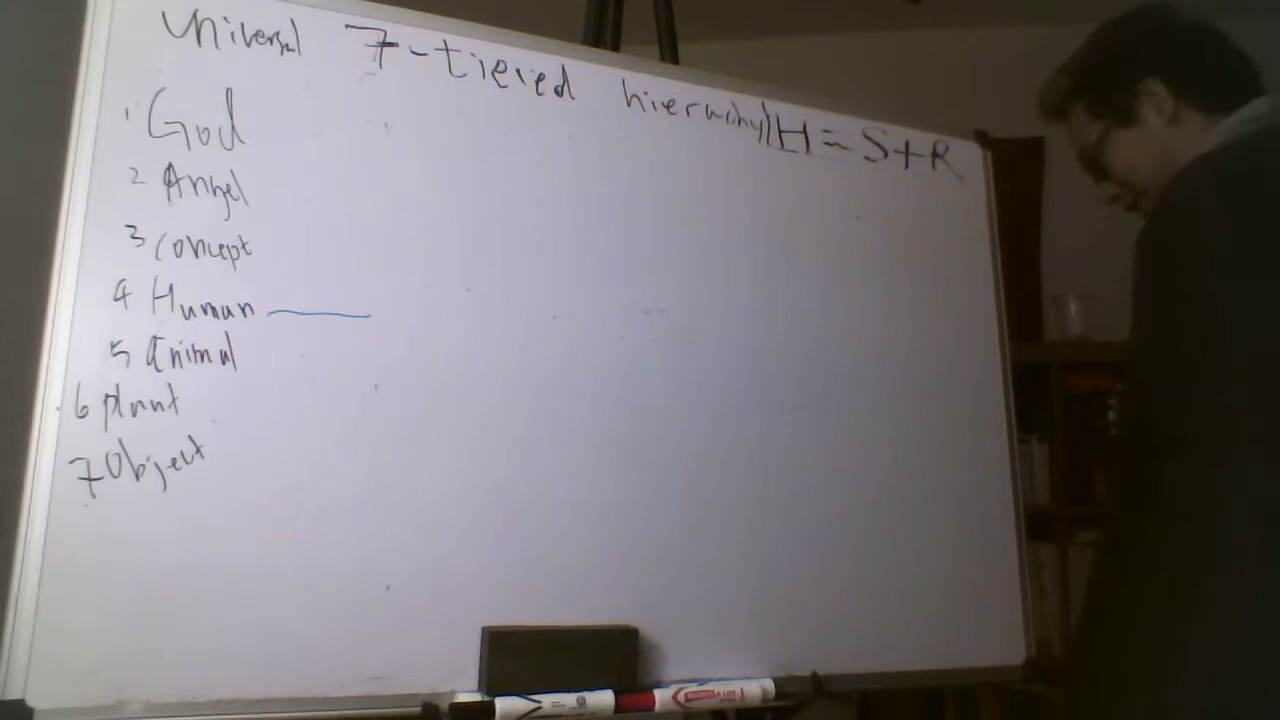 Universal 7-tiered hierarchy H = S+R
1 God
2 Angel
3 Concept
4 Human
5 Animal
6 plant
7 Object